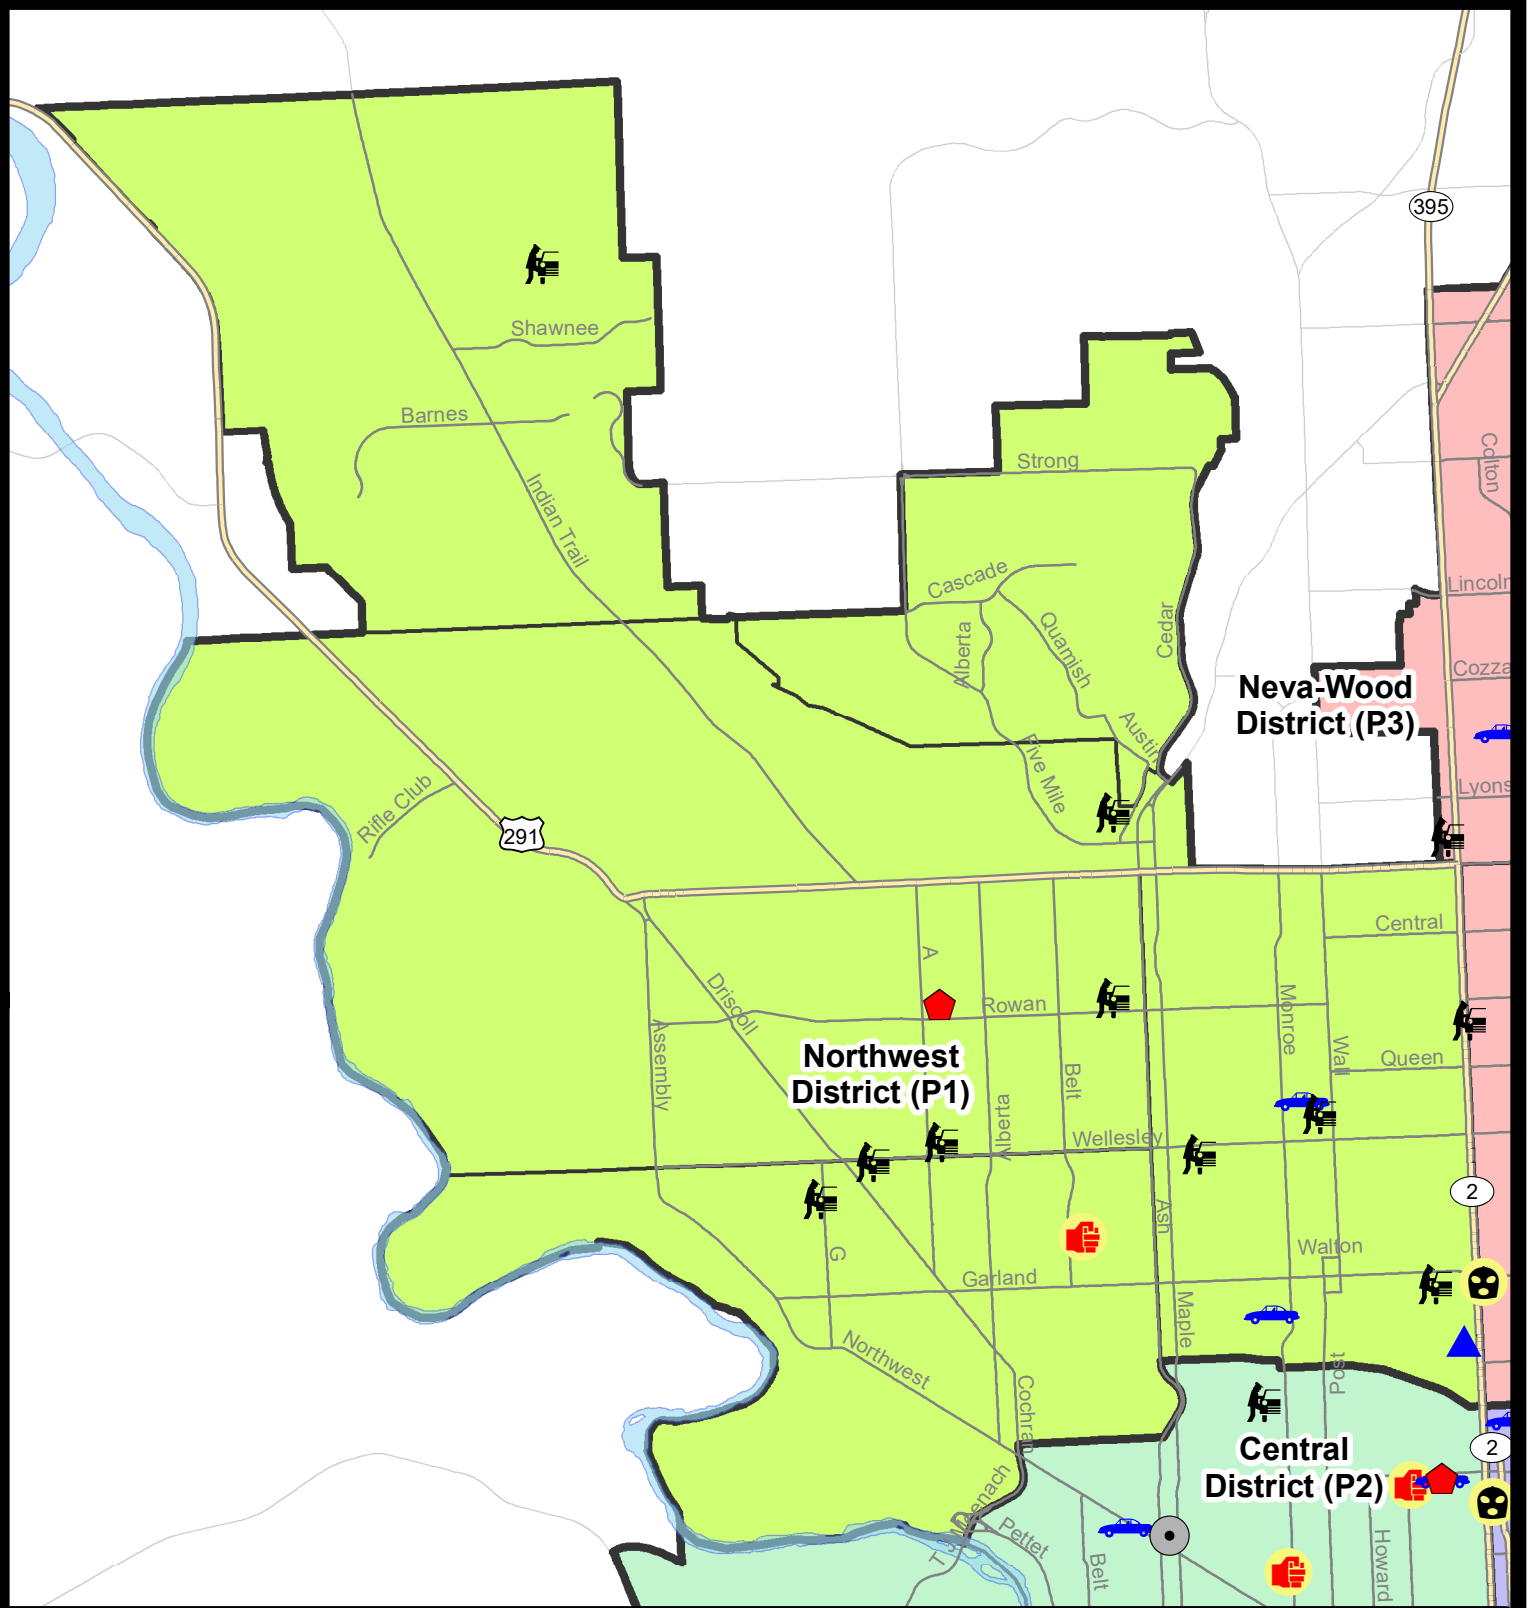 395
Shawnee
Barnes
Colton
Strong
Indian Trail
Cascade
Lincoln
Quamish
Cedar
Alberta
Cozza
Neva-Wood
District (P3)
Austin
Five Mile
Lyons
Rifle Club
291
Central
A
Driscoll
Rowan
Monroe
Assembly
Wall
Northwest
District (P1)
Queen
Belt
Alberta
Wellesley
2
Ash
G
Walton
Garland
Maple
Northwest
Post
Cochran
Central
District (P2)
2
Pettet
Belt
Howard